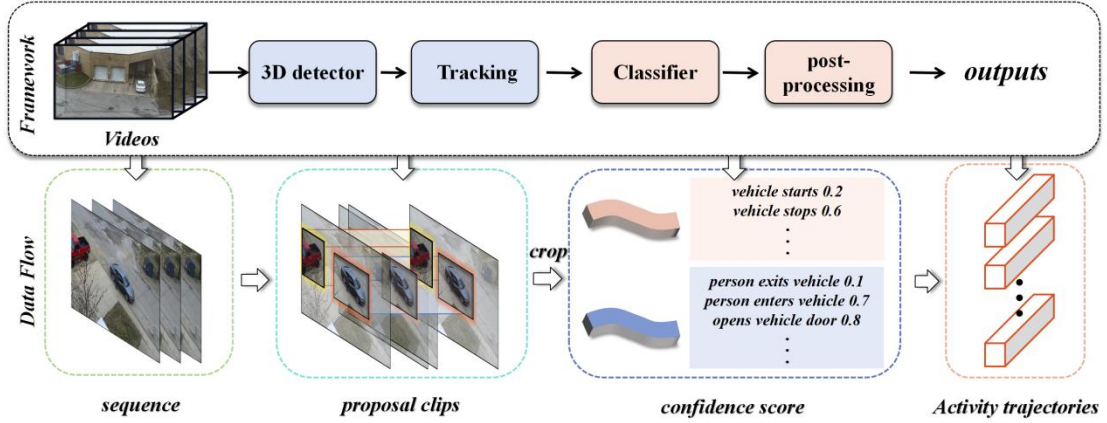 Framework
Videos
3D detector
Tracking
Classifier
post-
processing
outputs
Data Flow
crop
vehicle starts 0.2
vehicle stops 0.6
person exits vehicle 0.1
person enters vehicle 0.7
opens vehicle door 0.8
sequence
proposal clips
confidence score
Activity trajectories